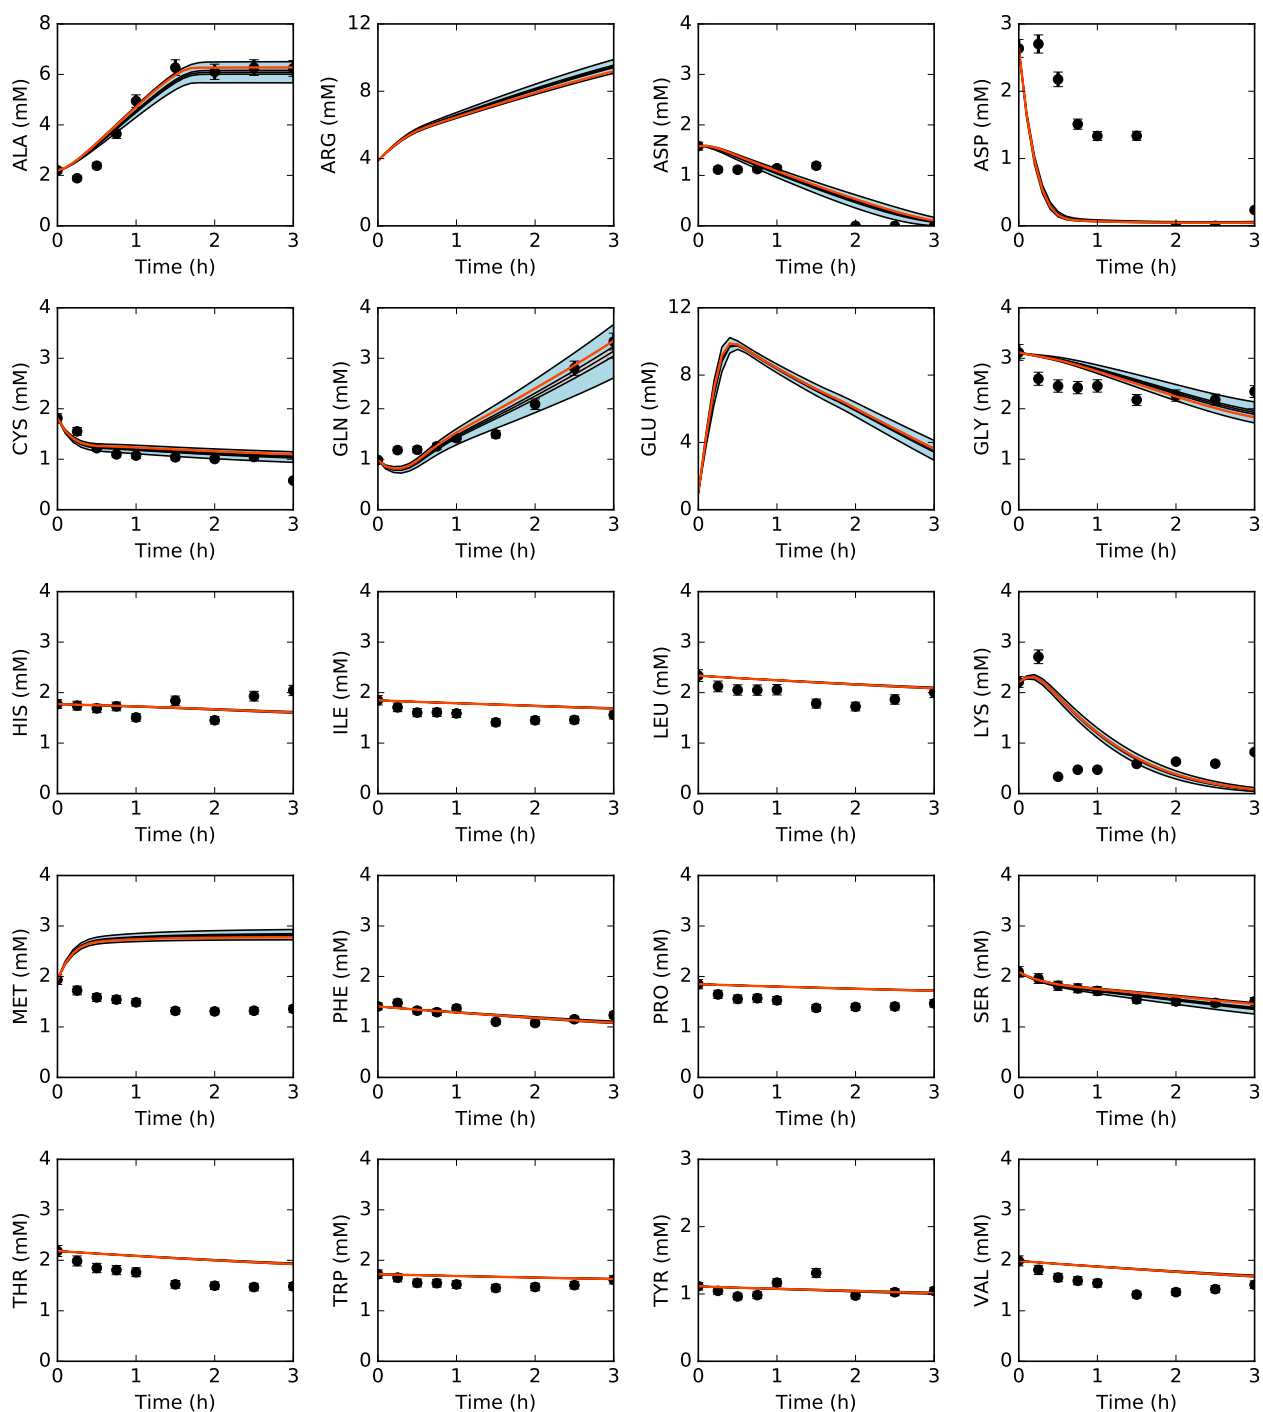 ALA (mM)
8
6
4
2
0
0 1 2 3
Time (h)
ARG (mM)
12
8
4
0
0 1 2 3
Time (h)
ASN (mM)
4
3
2
1
0
0 1 2 3
Time (h)
ASP (mM)
3
2
1
0
0 1 2 3
Time (h)
CYS (mM)
4
3
2
1
0
0 1 2 3
Time (h)
GLN (mM)
4
3
2
1
0
0 1 2 3
Time (h)
GLU (mM)
12
8
4
0
0 1 2 3
Time (h)
GLY (mM)
4
3
2
1
0
0 1 2 3
Time (h)
HIS (mM)
4
3
2
1
0
0 1 2 3
Time (h)
ILE (mM)
4
3
2
1
0
0 1 2 3
Time (h)
LEU (mM)
4
3
2
1
0
0 1 2 3
Time (h)
LYS (mM)
4
3
2
1
0
0 1 2 3
Time (h)
MET (mM)
4
3
2
1
0
0 1 2 3
Time (h)
PHE (mM)
4
3
2
1
0
0 1 2 3
Time (h)
PRO (mM)
4
3
2
1
0
0 1 2 3
Time (h)
SER (mM)
4
3
2
1
0
0 1 2 3
Time (h)
THR (mM)
4
3
2
1
0
0 1 2 3
Time (h)
TRP (mM)
4
3
2
1
0
0 1 2 3
Time (h)
TYR (mM)
3
2
1
0
0 1 2 3
Time (h)
VAL (mM)
4
3
2
1
0
0 1 2 3
Time (h)